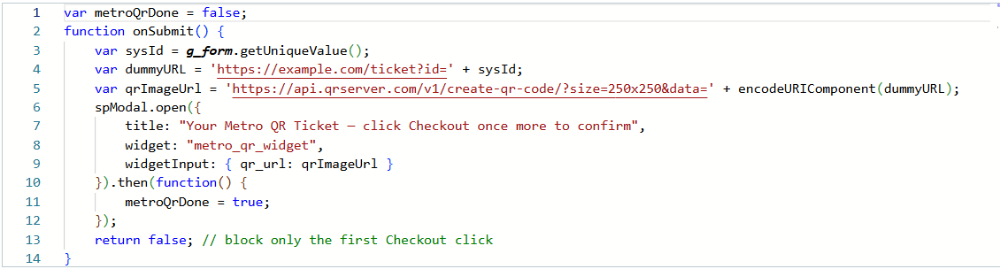 1 var metroQrDone = false;
2 function onSubmit() {
3     var sysId = g_form.getUniqueValue();
4     var dummyURL = 'https://example.com/ticket?id=' + sysId;
5     var qrImageUrl = 'https://api.qrserver.com/v1/create-qr-code/?size=250x250&data=' + encodeURIComponent(dummyURL);
6     spModal.open({
7         title: "Your Metro QR Ticket – click Checkout once more to confirm",
8         widget: "metro_qr_widget",
9         widgetInput: { qr_url: qrImageUrl }
10     }).then(function() {
11         metroQrDone = true;
12     });
13     return false; // block only the first Checkout click
14 }